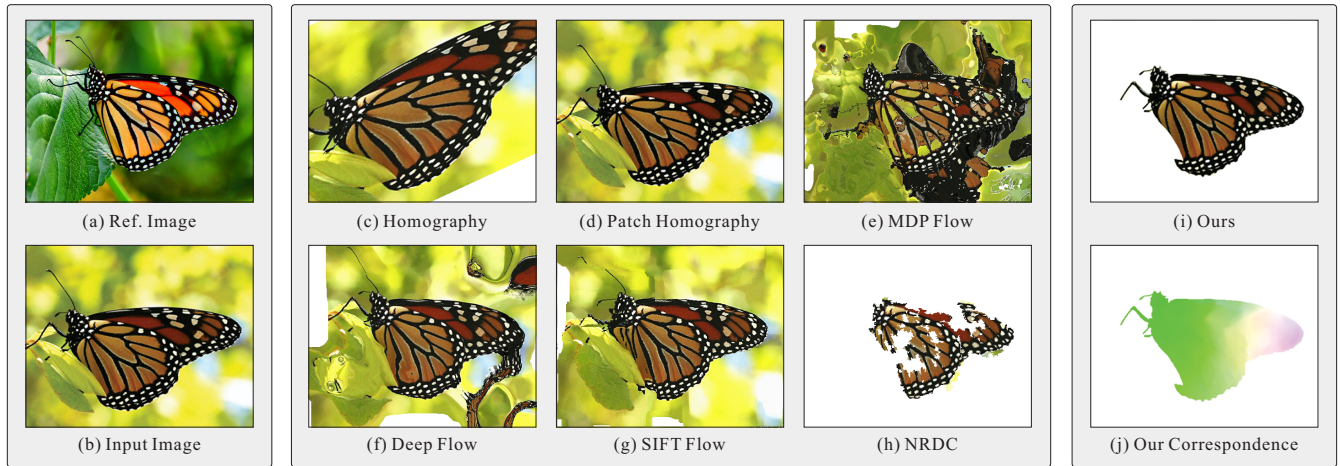 (a) Ref. Image
(c) Homography
(d) Patch Homography
(e) MDP Flow
(i) Ours
(b) Input Image
(f) Deep Flow
(g) SIFT Flow
(h) NRDC
(j) Our Correspondence